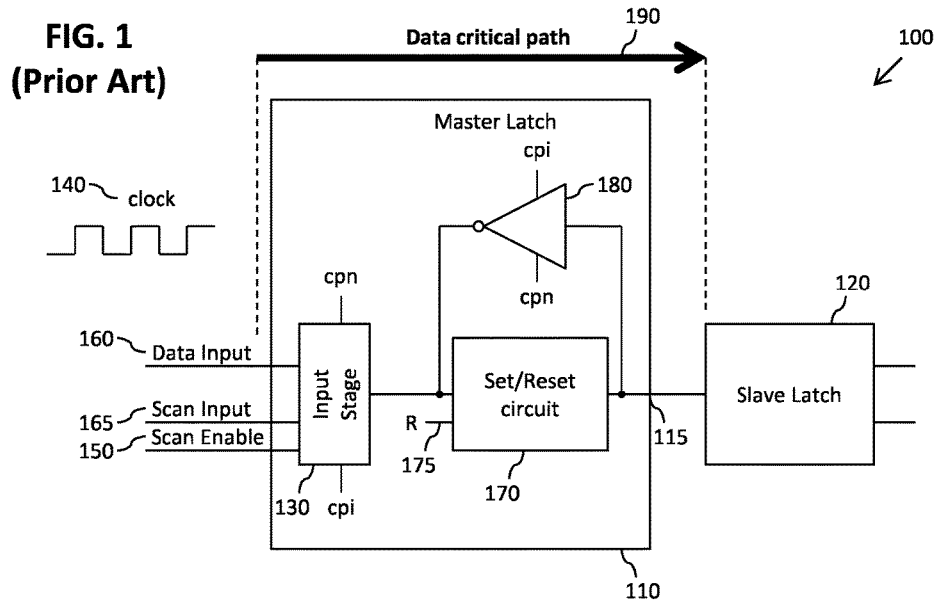 FIG. 1
(Prior Art)
Data critical path
190
100
Master Latch
cpi
180
140
clock
cpn
cpn
120
160
Data Input
Input
Stage
Set/Reset
circuit
Slave Latch
165
Scan Input
R
115
150
Scan Enable
175
130
cpi
170
110